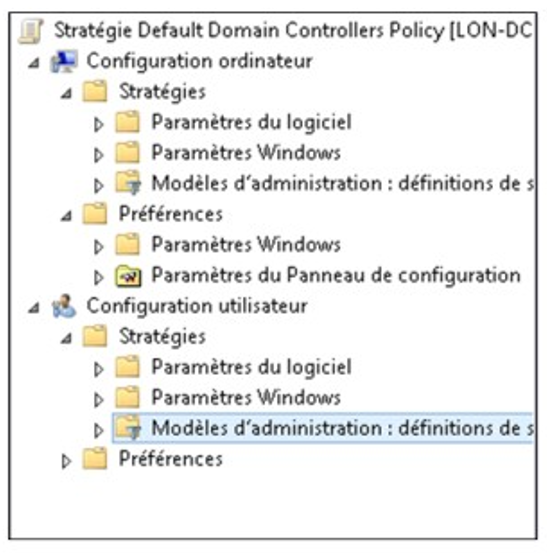 Stratégie Default Domain Controllers Policy [LON-DC
Configuration ordinateur
Stratégies
Paramètres du logiciel
Paramètres Windows
Modèles d'administration : définitions de s
Préférences
Paramètres Windows
Paramètres du Panneau de configuration
Configuration utilisateur
Stratégies
Paramètres du logiciel
Paramètres Windows
Modèles d'administration : définitions de s
Préférences